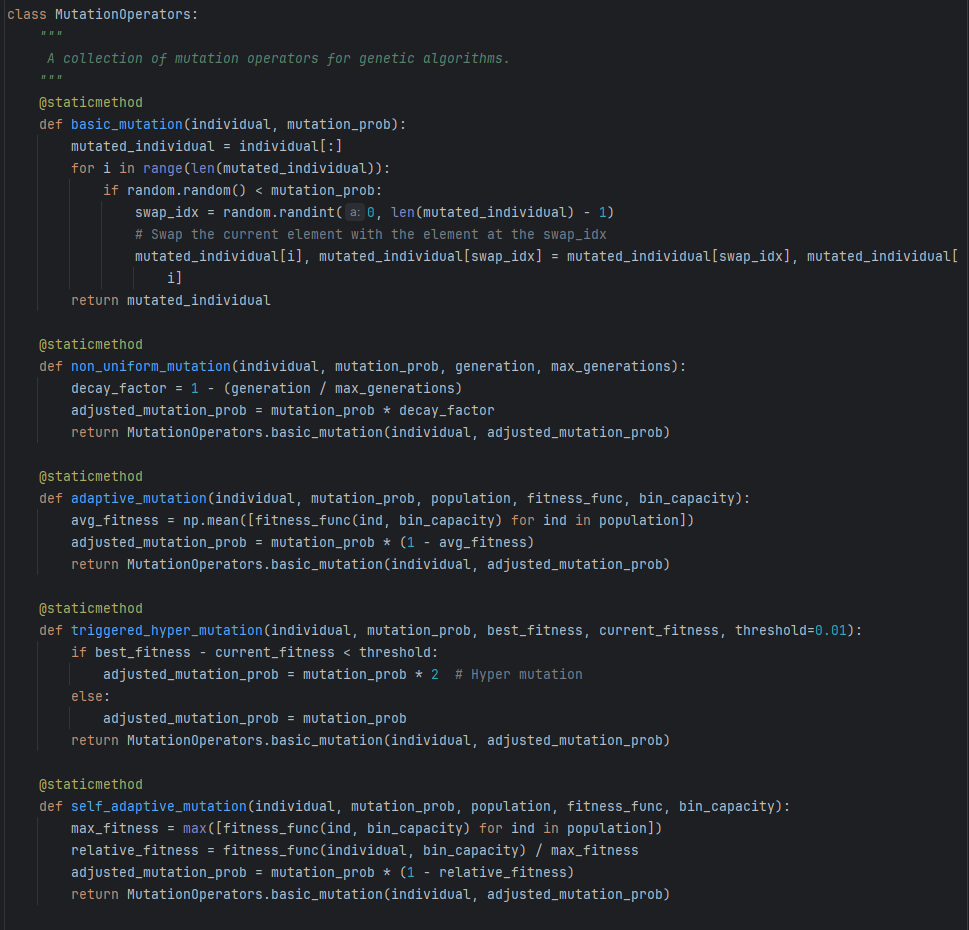 class MutationOperators:
    """
     A collection of mutation operators for genetic algorithms.
    """
    @staticmethod
    def basic_mutation(individual, mutation_prob):
        mutated_individual = individual[:]
        for i in range(len(mutated_individual)):
            if random.random() < mutation_prob:
                swap_idx = random.randint( a: 0, len(mutated_individual) - 1)
                # Swap the current element with the element at the swap_idx
                mutated_individual[i], mutated_individual[swap_idx] = mutated_individual[swap_idx], mutated_individual[
                    i]
        return mutated_individual

    @staticmethod
    def non_uniform_mutation(individual, mutation_prob, generation, max_generations):
        decay_factor = 1 - (generation / max_generations)
        adjusted_mutation_prob = mutation_prob * decay_factor
        return MutationOperators.basic_mutation(individual, adjusted_mutation_prob)

    @staticmethod
    def adaptive_mutation(individual, mutation_prob, population, fitness_func, bin_capacity):
        avg_fitness = np.mean([fitness_func(ind, bin_capacity) for ind in population])
        adjusted_mutation_prob = mutation_prob * (1 - avg_fitness)
        return MutationOperators.basic_mutation(individual, adjusted_mutation_prob)

    @staticmethod
    def triggered_hyper_mutation(individual, mutation_prob, best_fitness, current_fitness, threshold=0.01):
        if best_fitness - current_fitness < threshold:
            adjusted_mutation_prob = mutation_prob * 2  # Hyper mutation
        else:
            adjusted_mutation_prob = mutation_prob
        return MutationOperators.basic_mutation(individual, adjusted_mutation_prob)

    @staticmethod
    def self_adaptive_mutation(individual, mutation_prob, population, fitness_func, bin_capacity):
        max_fitness = max([fitness_func(ind, bin_capacity) for ind in population])
        relative_fitness = fitness_func(individual, bin_capacity) / max_fitness
        adjusted_mutation_prob = mutation_prob * (1 - relative_fitness)
        return MutationOperators.basic_mutation(individual, adjusted_mutation_prob)